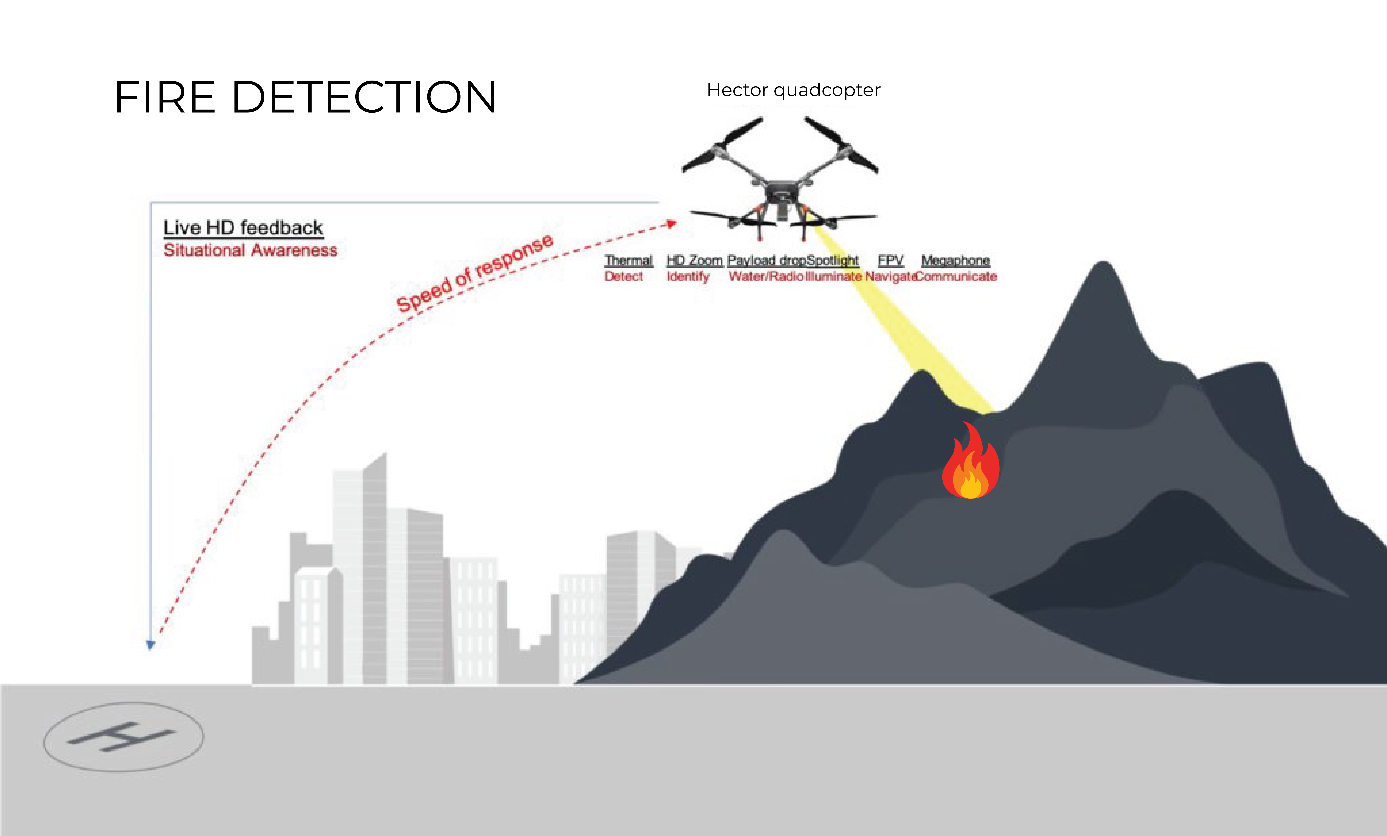 FIRE DETECTION
Hector quadcopter
Live HD feedback
Situational Awareness
Speed of response
Thermal HD Zoom Payload drop Spotlight FPV Megaphone
Detect Identify Water/Radio Illuminate Navigate Communicate
H